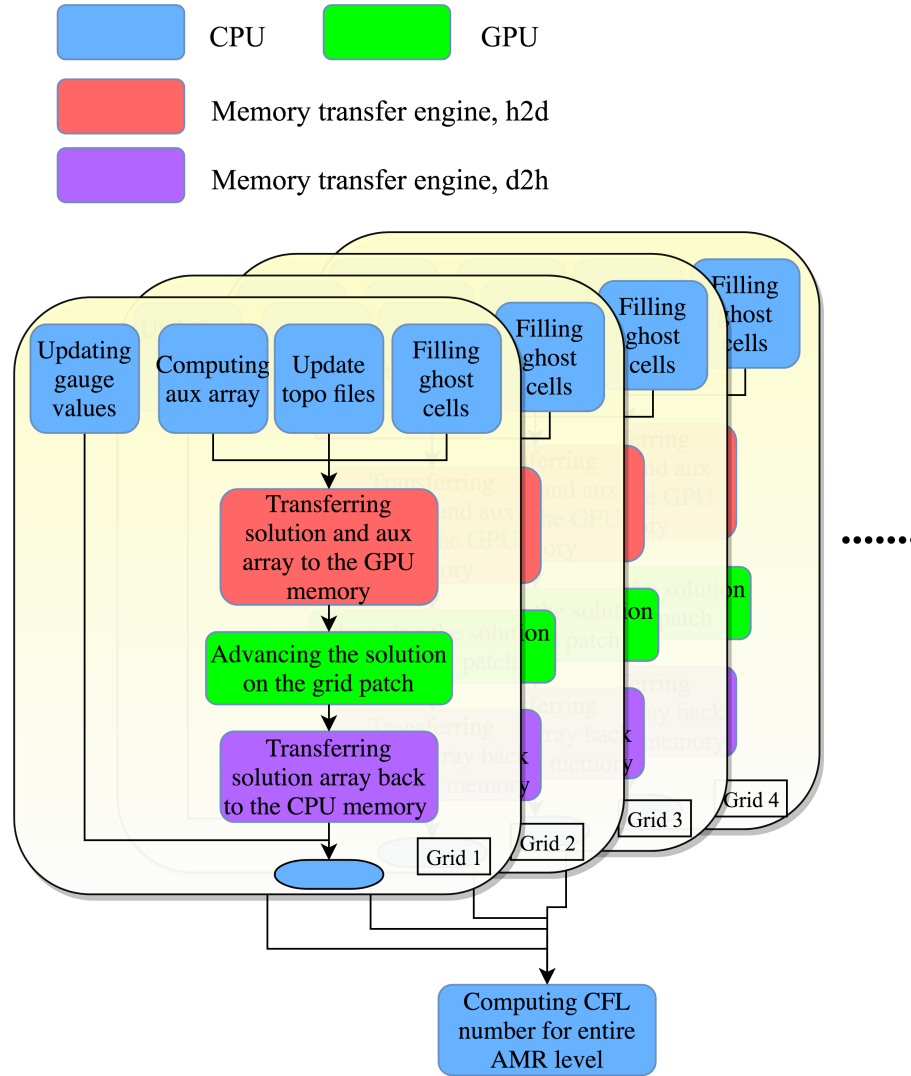 CPU
GPU
Memory transfer engine, h2d
Memory transfer engine, d2h
Updating
gauge
values
Computing
aux array
Update
topo files
Filling
ghost
cells
Filling
ghost
cells
Filling
ghost
cells
Filling
ghost
cells
Transferring
solution and aux
array to the GPU
memory
Advancing the solution
on the grid patch
Transferring
solution array back
to the CPU memory
Grid 1
Grid 2
Grid 3
Grid 4
Computing CFL
number for entire
AMR level